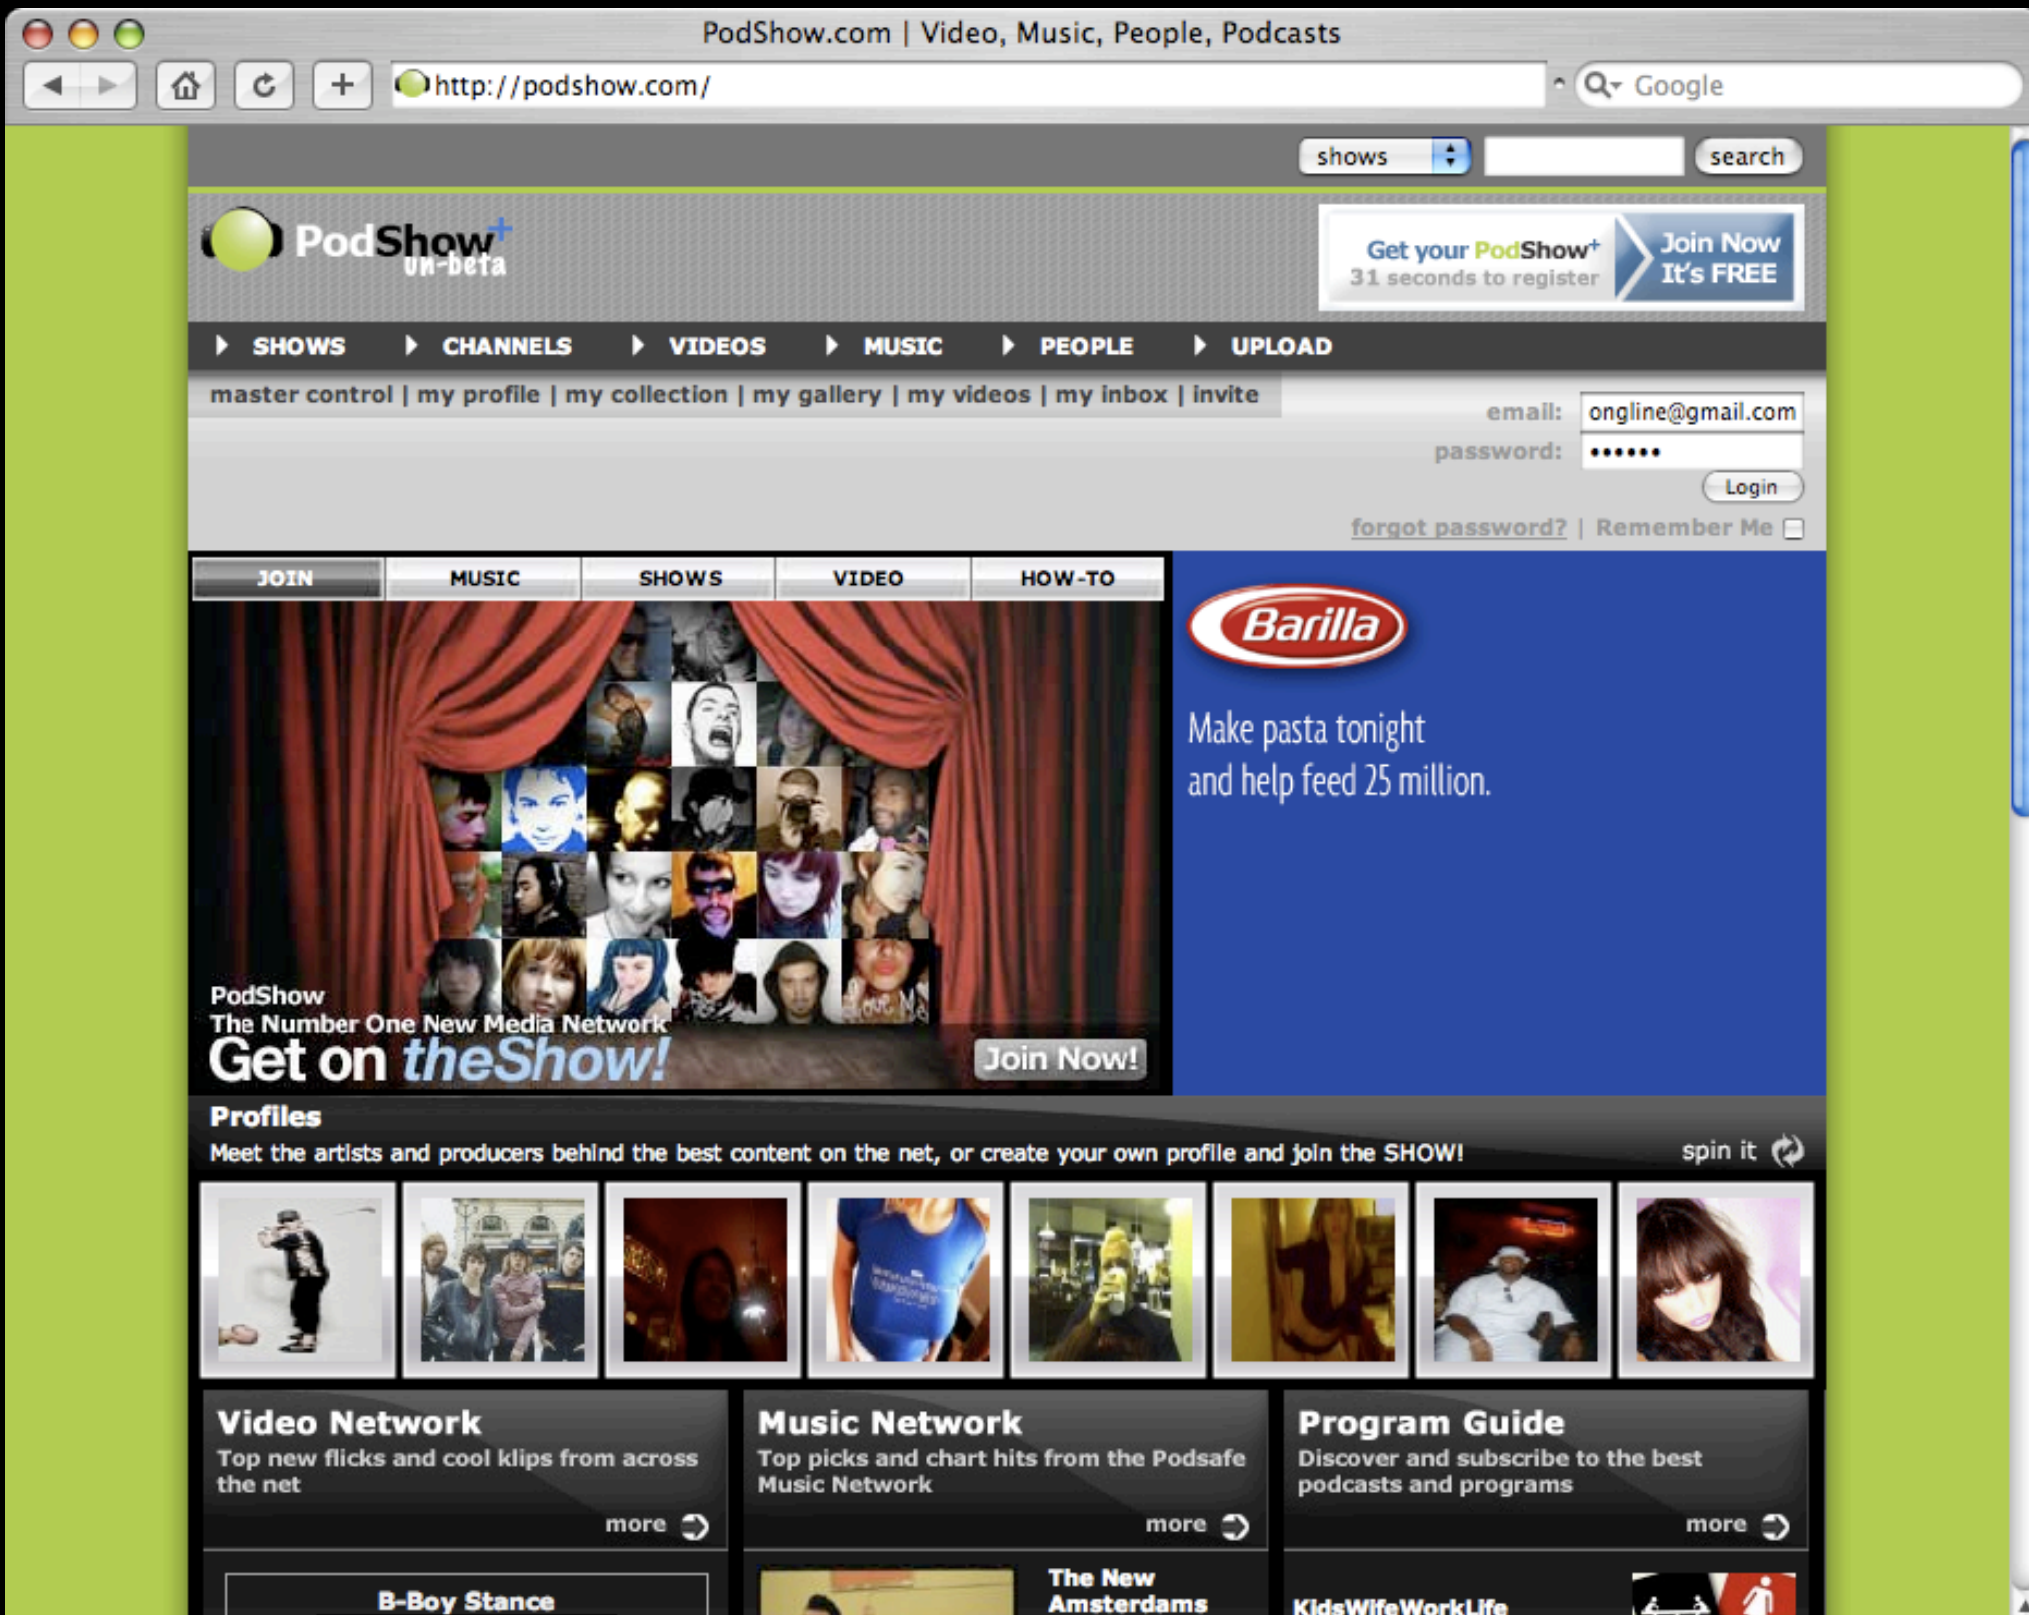 PodShow.com | Video, Music, People, Podcasts
http://podshow.com/
Google
shows
search
PodShow+
un-beta
Get your PodShow+
31 seconds to register
Join Now
It's FREE
SHOWS CHANNELS VIDEOS MUSIC PEOPLE UPLOAD
master control | my profile | my collection | my gallery | my videos | my inbox | invite
email: ongline@gmail.com
password: ••••••
Login
forgot password? | Remember Me
JOIN MUSIC SHOWS VIDEO HOW-TO
Barilla
Make pasta tonight
and help feed 25 million.
PodShow
The Number One New Media Network
Get on theShow!
Join Now!
Profiles
Meet the artists and producers behind the best content on the net, or create your own profile and join the SHOW!
spin it
Video Network
Top new flicks and cool klips from across
the net
more
Music Network
Top picks and chart hits from the Podsafe
Music Network
more
Program Guide
Discover and subscribe to the best
podcasts and programs
more
B-Boy Stance
The New
Amsterdams
KidsWifeWorkLife